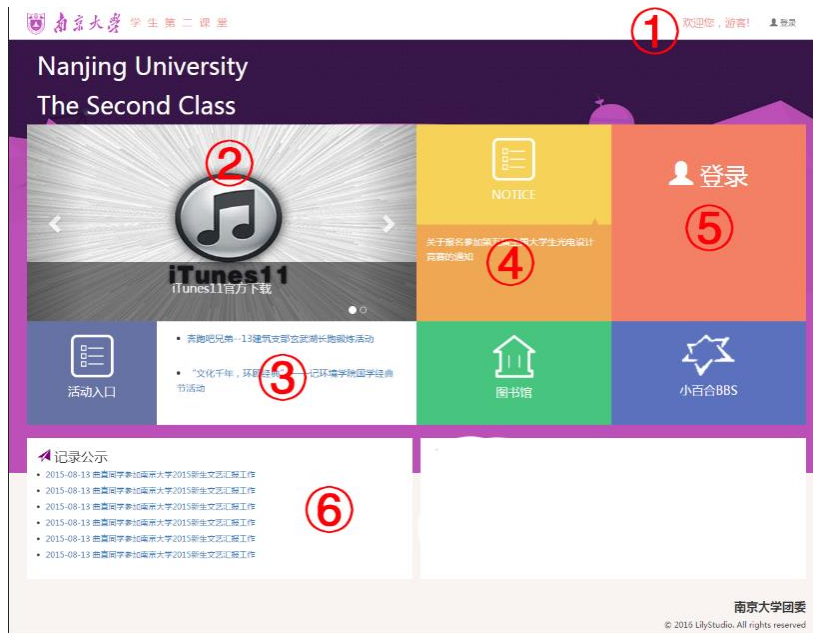 南京大学 学生第二课堂
① 欢迎您，游客! 登录
Nanjing University
The Second Class
②
iTunes11
iTunes11官方下载
NOTICE
关于报名参加第五届全国大学生光电设计
竞赛的通知
④
登录
⑤
活动入口
奔跑吧兄弟--13建筑支部玄武湖长跑锻炼活动
“文化千年，环 ——记环境学院国学经典
节活动
③
图书馆
小百合BBS
记录公示
2015-08-13 曲直同学参加南京大学2015新生文艺汇报工作
2015-08-13 曲直同学参加南京大学2015新生文艺汇报工作
2015-08-13 曲直同学参加南京大学2015新生文艺汇报工作
2015-08-13 曲直同学参加南京大学2015新生文艺汇报工作
2015-08-13 曲直同学参加南京大学2015新生文艺汇报工作
2015-08-13 曲直同学参加南京大学2015新生文艺汇报工作
⑥
南京大学团委
© 2016 LilyStudio. All rights reserved